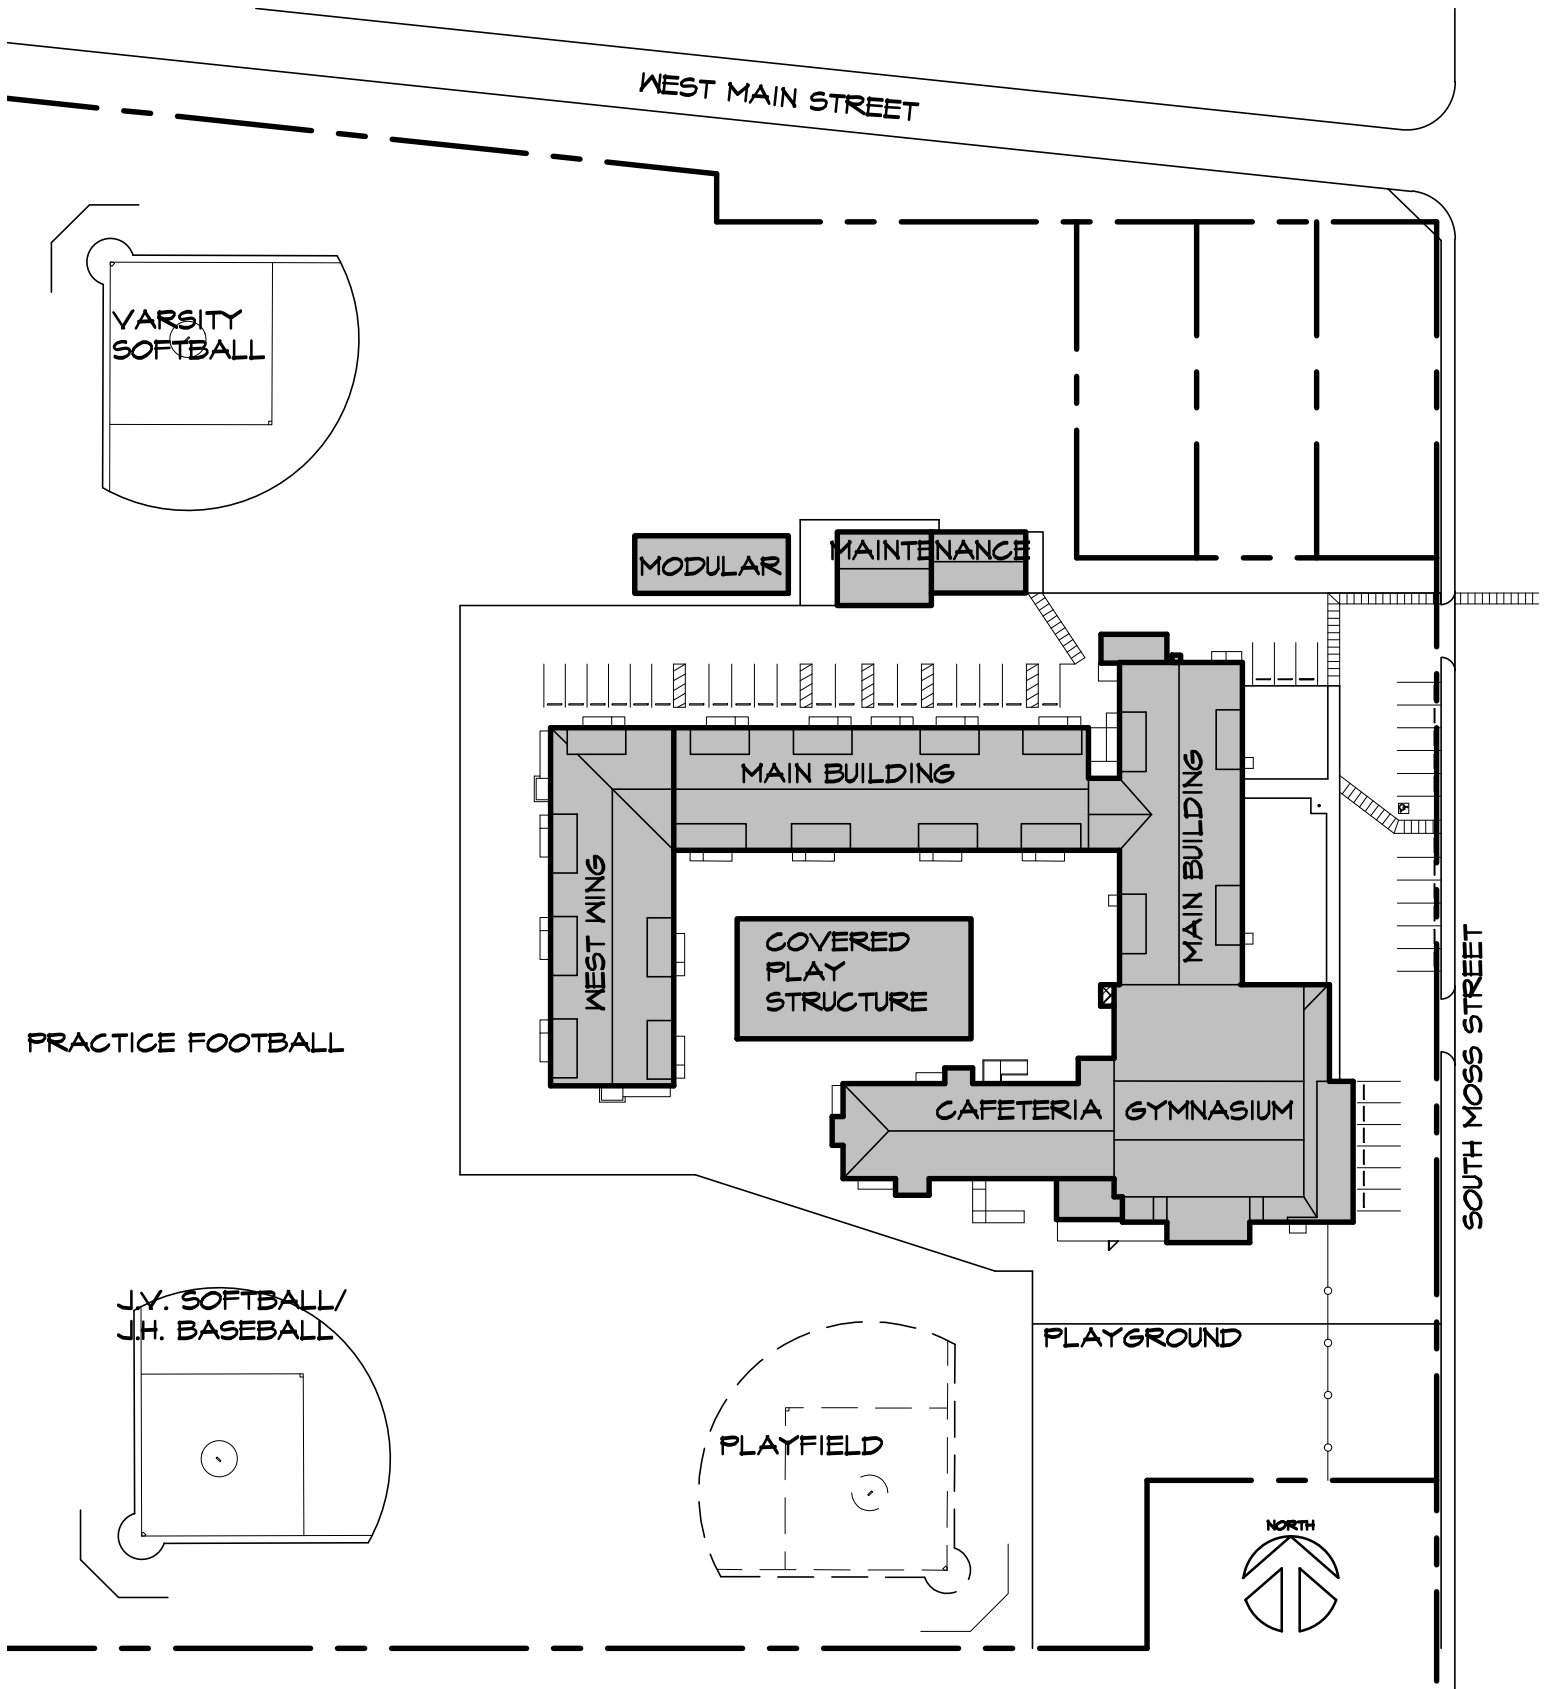 WEST MAIN STREET
VARSITY
SOFTBALL
MODULAR
MAINTENANCE
MAIN BUILDING
MAIN BUILDING
WEST WING
COVERED
PLAY
STRUCTURE
PRACTICE FOOTBALL
SOUTH MOSS STREET
CAFETERIA
GYMNASIUM
J.V. SOFTBALL/
J.H. BASEBALL
PLAYGROUND
PLAYFIELD
NORTH